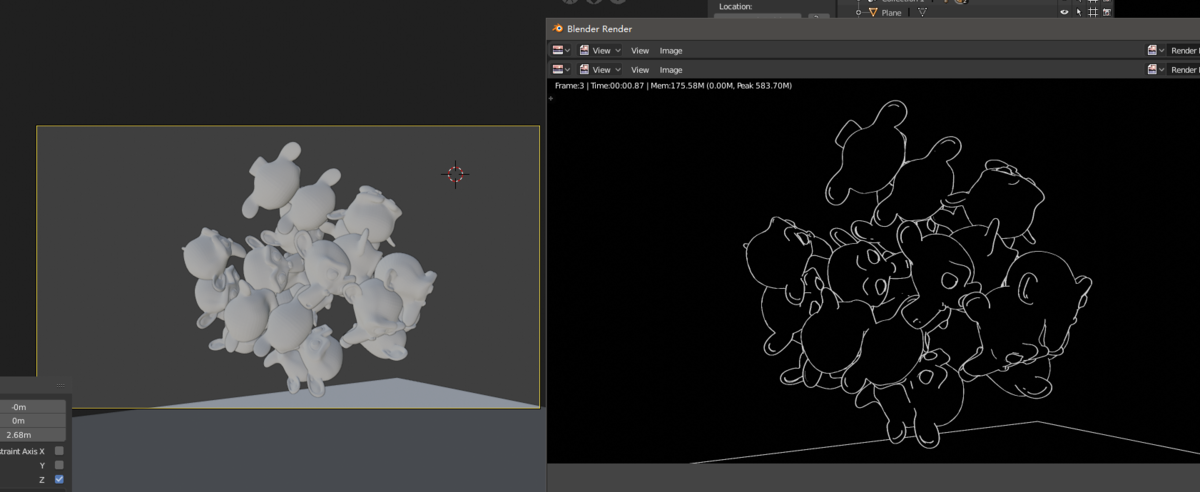 Location:
Plane
Blender Render
View
View
Image
Render
View
View
Image
Render
Frame:3 | Time:00:00.87 | Mem:175.58M (0.00M, Peak 583.70M)
-0m
0m
2.68m
traint Axis X
Y
Z